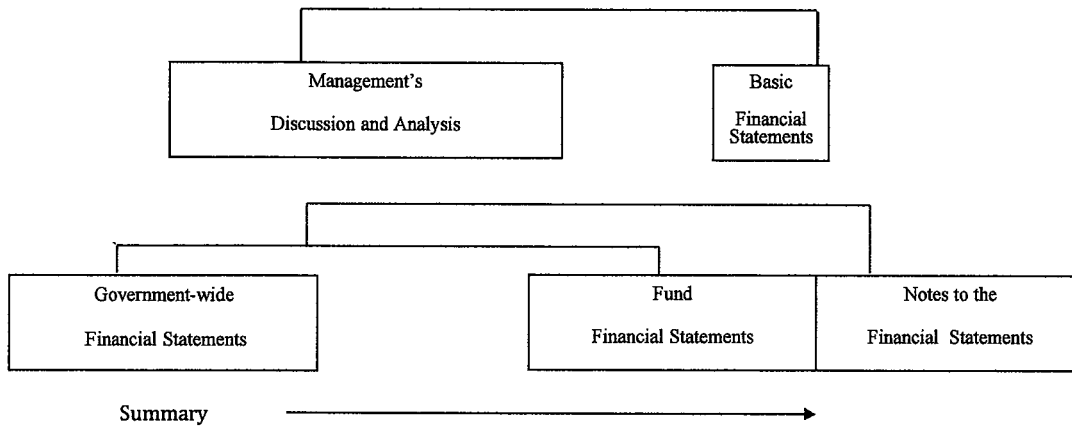 Management's
Discussion and Analysis
Basic
Financial
Statements
Government-wide
Financial Statements
Fund
Financial Statements
Notes to the
Financial Statements
Summary